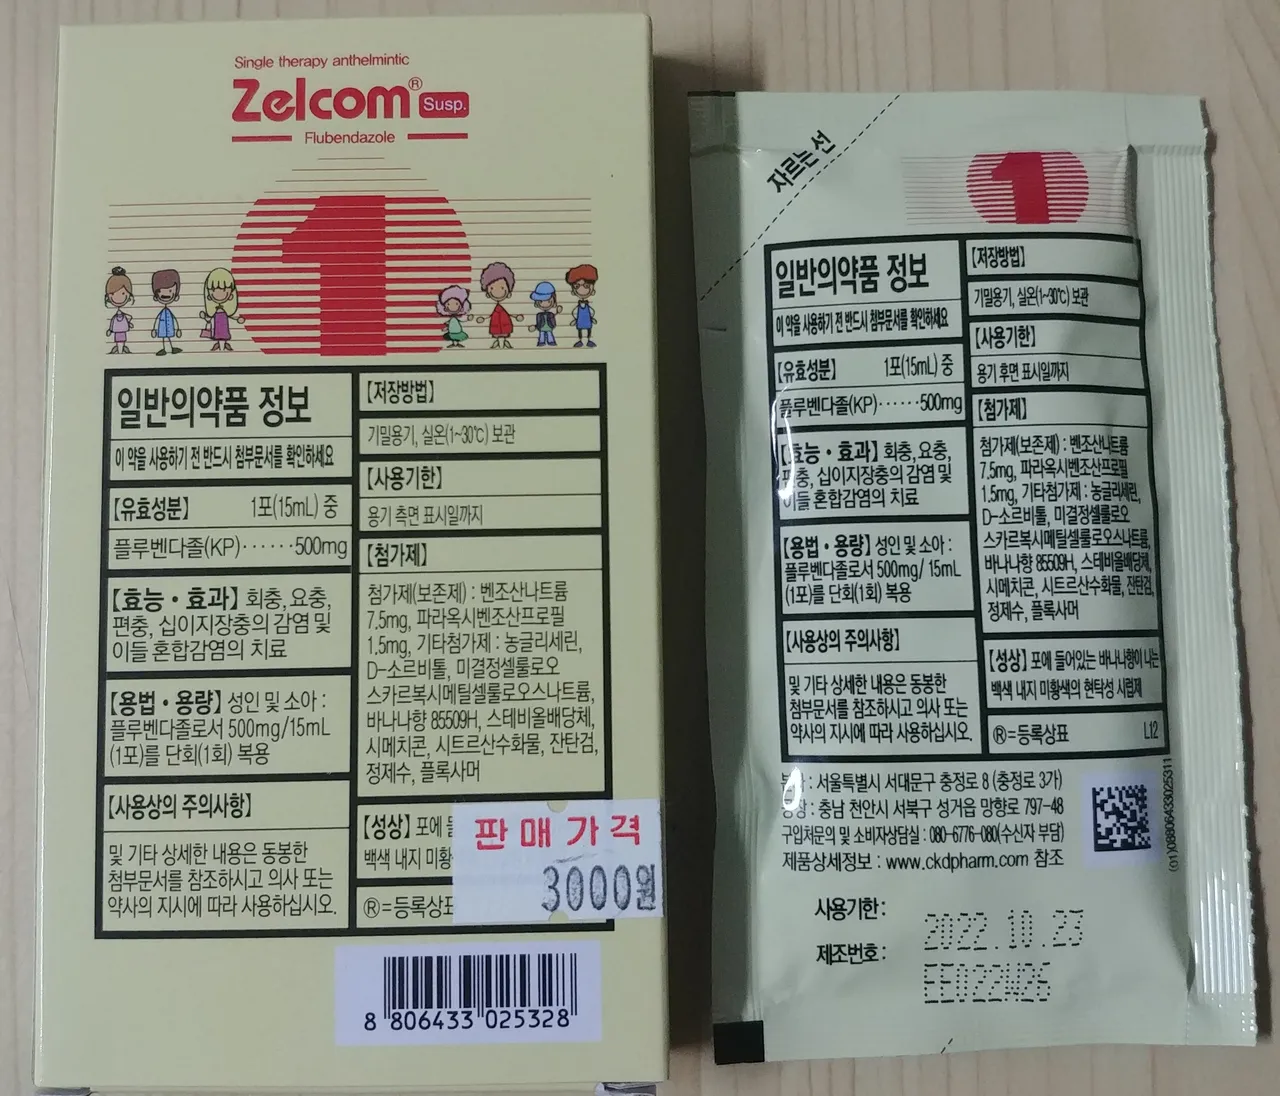 Single therapy anthelmintic
Zelcom® Susp.
Flubendazole
1
일반의약품 정보
이 약을 사용하기 전 반드시 첨부문서를 확인하세요
【유효성분】 1포(15mL) 중
플루벤다졸(KP)······500mg
【효능·효과】 회충, 요충,
편충, 십이지장충의 감염 및
이들 혼합감염의 치료
【용법·용량】 성인 및 소아 :
플루벤다졸로서 500mg/15mL
(1포)를 단회(1회) 복용
【사용상의 주의사항】
및 기타 상세한 내용은 동봉한
첨부문서를 참조하시고 의사 또는
약사의 지시에 따라 사용하십시오.
【저장방법】
기밀용기, 실온(1~30℃) 보관
【사용기한】
용기 측면 표시일까지
【첨가제】
첨가제(보존제) : 벤조산나트륨
7.5mg, 파라옥시벤조산프로필
1.5mg, 기타첨가제 : 농글리세린,
D-소르비톨, 미결정셀룰로오
스카르복시메틸셀룰로오스나트륨,
바나나향 85509H, 스테비올배당체,
시메치콘, 시트르산수화물, 잔탄검,
정제수, 플록사머
【성상】 포에
백색 내지 미황
®=등록상표
판매가격
3000원
8 806433 025328
자르는 선
1
일반의약품 정보
이 약을 사용하기 전 반드시 첨부문서를 확인하세요
【유효성분】 1포(15mL) 중
플루벤다졸(KP)······500mg
【효능·효과】 회충, 요충,
편충, 십이지장충의 감염 및
이들 혼합감염의 치료
【용법·용량】 성인 및 소아 :
플루벤다졸로서 500mg/ 15mL
(1포)를 단회(1회) 복용
【사용상의 주의사항】
및 기타 상세한 내용은 동봉한
첨부문서를 참조하시고 의사 또는
약사의 지시에 따라 사용하십시오.
【저장방법】
기밀용기, 실온(1~30℃) 보관
【사용기한】
용기 후면 표시일까지
【첨가제】
첨가제(보존제) : 벤조산나트륨
7.5mg, 파라옥시벤조산프로필
1.5mg, 기타첨가제 : 농글리세린,
D-소르비톨, 미결정셀룰로오
스카르복시메틸셀룰로오스나트륨,
바나나향 85509H, 스테비올배당체,
시메치콘, 시트르산수화물, 잔탄검,
정제수, 플록사머
【성상】 포에 들어있는 바나나향이 나는
백색 내지 미황색의 현탁성 시럽제
®=등록상표 L12
: 서울특별시 서대문구 충정로 8 (충정로 3가)
: 충남 천안시 서북구 성거읍 망향로 797-48
구입처문의 및 소비자상담실 : 080-6776-080(수신자 부담)
제품상세정보 : www.ckdpharm.com 참조
(01)08806433025311
사용기한 : 2022.10.23
제조번호 : EE022W26